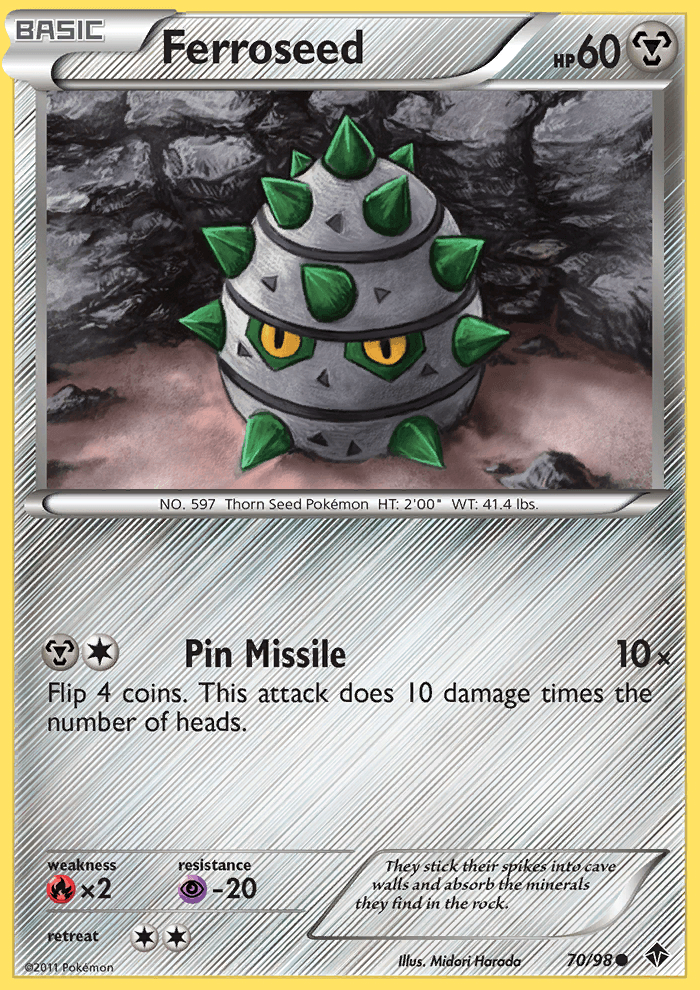 BASIC
Ferroseed
HP60
NO. 597 Thorn Seed Pokémon HT: 2'00" WT: 41.4 lbs.
Pin Missile 10×
Flip 4 coins. This attack does 10 damage times the
number of heads.
weakness
×2
resistance
-20
They stick their spikes into cave
walls and absorb the minerals
they find in the rock.
retreat
©2011 Pokémon
Illus. Midori Harada
70/98